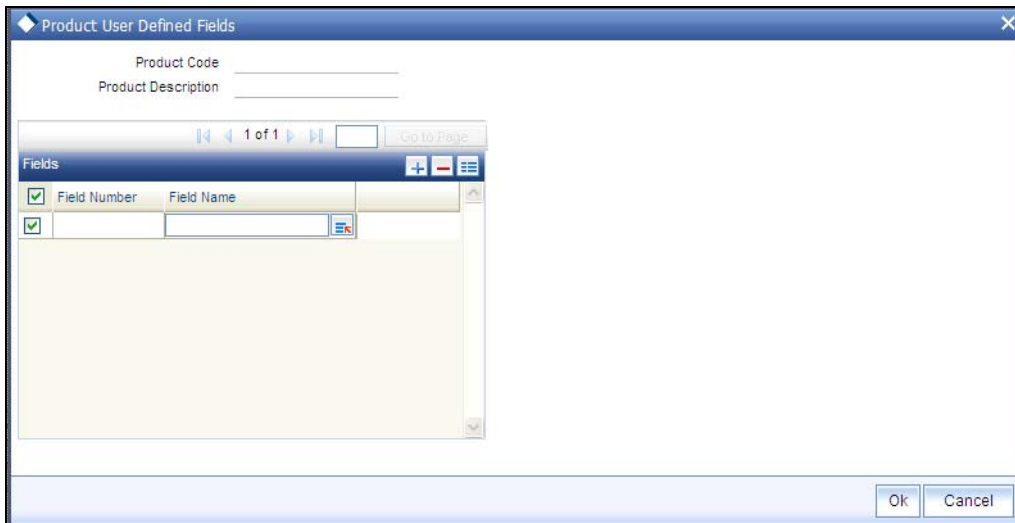 Product User Defined Fields
Product Code
Product Description
1 of 1 Go to Page
Fields
Field Number Field Name
Ok Cancel